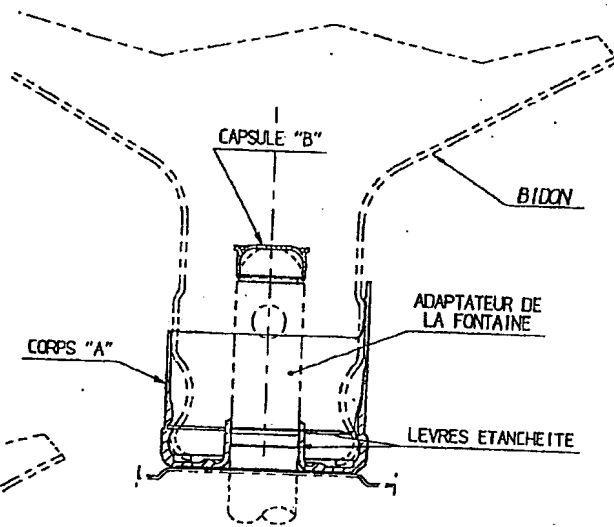 CAPSULE "B"
BIDON
ADAPTATEUR DE
LA FONTAINE
CORPS "A"
LEVRES ETANCHEITE